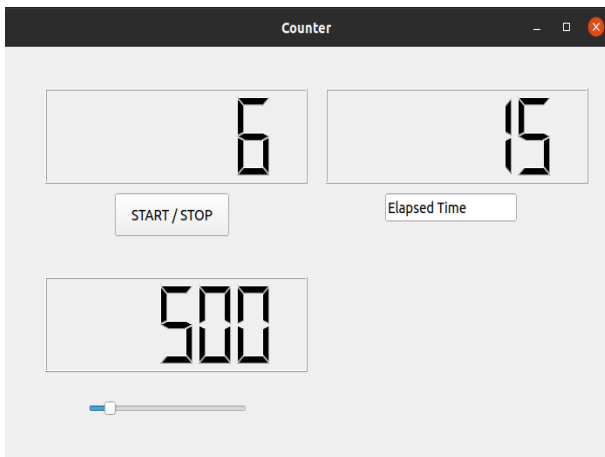 Counter
6
15
START / STOP
Elapsed Time
500